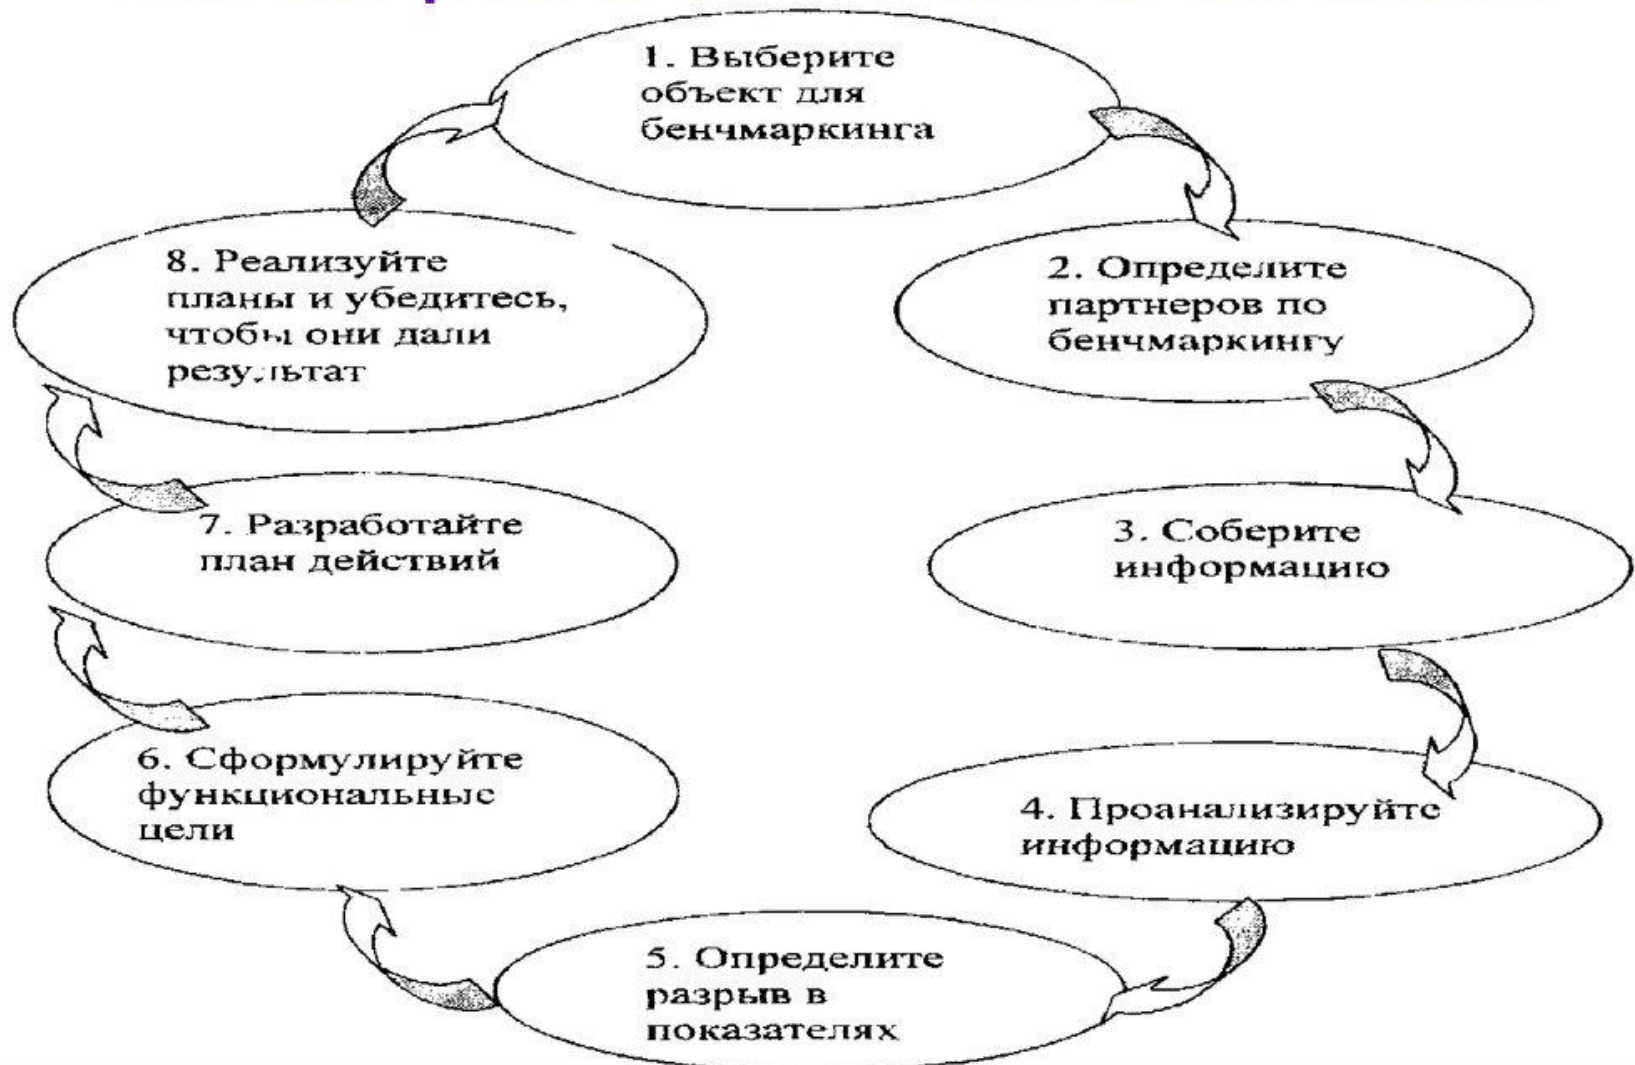 1. Выберите
объект для
бенчмаркинга
2. Определите
партнеров по
бенчмаркингу
3. Соберите
информацию
4. Проанализируйте
информацию
5. Определите
разрыв в
показателях
6. Сформулируйте
функциональные
цели
7. Разработайте
план действий
8. Реализуйте
планы и убедитесь,
чтобы они дали
результат